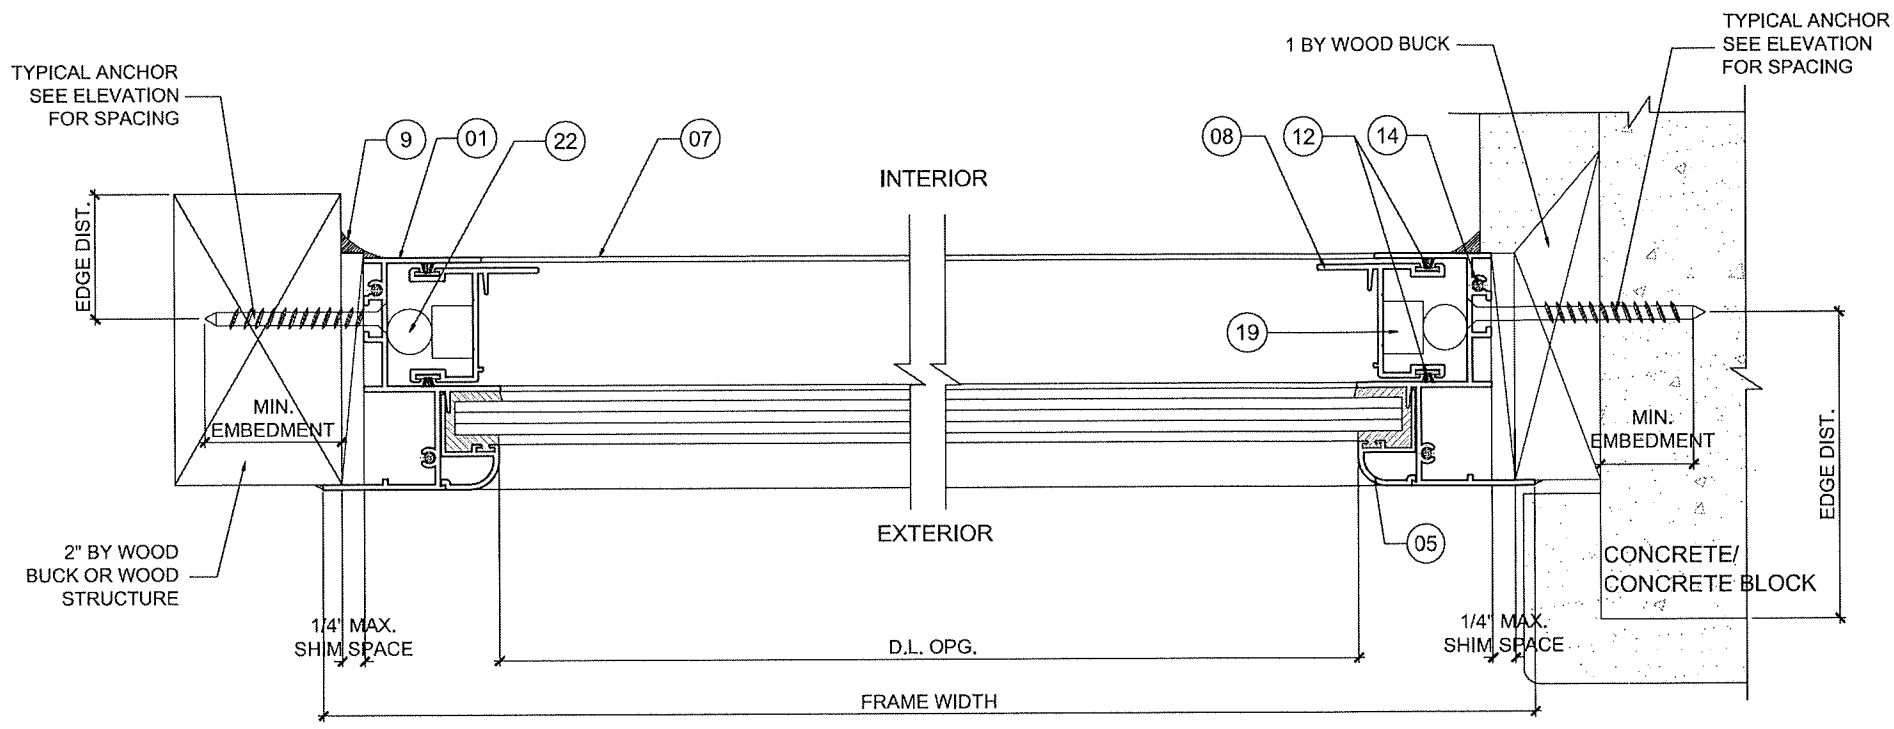 TYPICAL ANCHOR
SEE ELEVATION
FOR SPACING
1 BY WOOD BUCK
TYPICAL ANCHOR
SEE ELEVATION
FOR SPACING
9
01
22
07
08
12
14
INTERIOR
EDGE DIST.
19
MIN.
EMBEDMENT
MIN.
EMBEDMENT
EDGE DIST.
EXTERIOR
05
2" BY WOOD
BUCK OR WOOD
STRUCTURE
CONCRETE/
CONCRETE BLOCK
1/4" MAX.
SHIM SPACE
D.L. OPG.
1/4" MAX.
SHIM SPACE
FRAME WIDTH